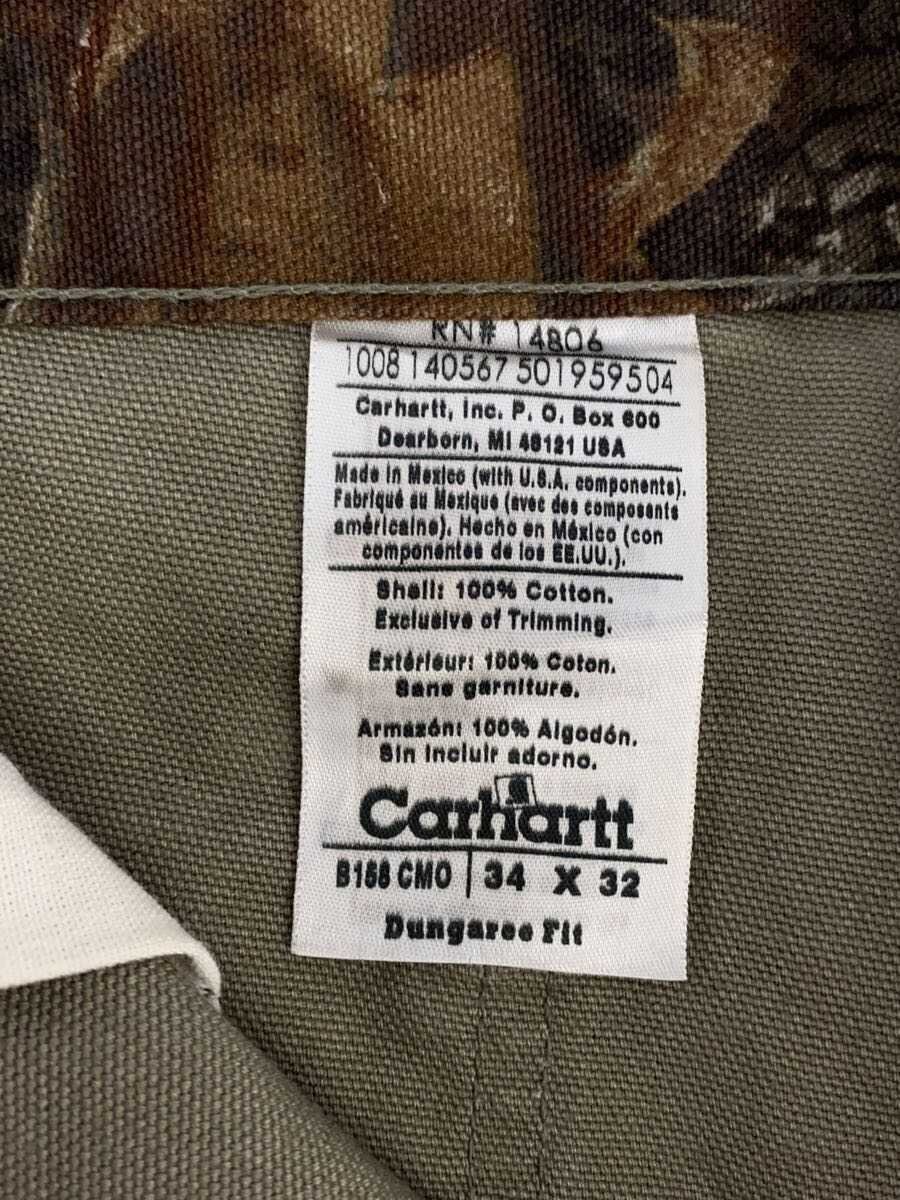 RN# 14806
1008 140567 501959504
Carhartt, Inc. P. O. Box 600
Dearborn, MI 48121 USA
Made in Mexico (with U.S.A. components).
Fabriqué au Mexique (avec des composants
américains). Hecho en México (con
componentes de los EE.UU.).
Shell: 100% Cotton.
Exclusive of Trimming.
Extérieur: 100% Coton.
Sans garniture.
Armazón: 100% Algodón.
Sin incluir adorno.
Carhartt
B158 CMO 34 X 32
Dungaree Fit